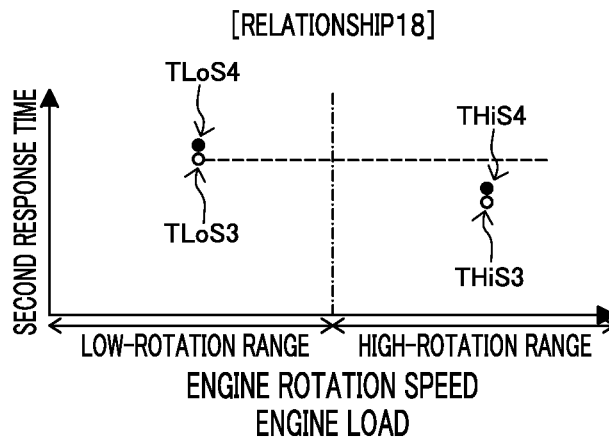 [RELATIONSHIP18]
TLoS4
THiS4
SECOND RESPONSE TIME
TLoS3
THiS3
LOW-ROTATION RANGE
HIGH-ROTATION RANGE
ENGINE ROTATION SPEED
ENGINE LOAD